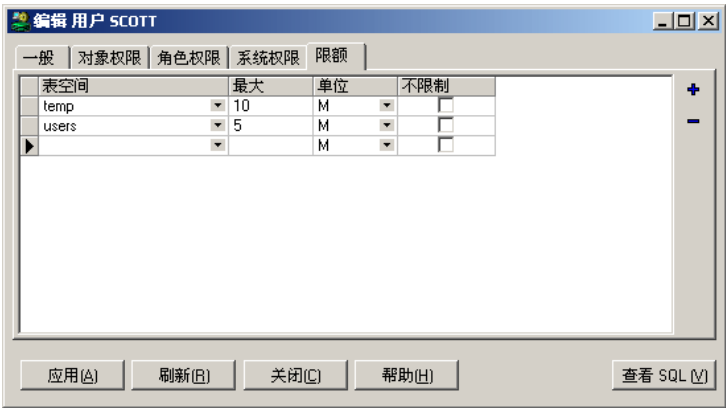 编辑 用户 SCOTT
一般 对象权限 角色权限 系统权限 限额
表空间 最大 单位 不限制
temp 10 M
users 5 M
M
应用(A) 刷新(R) 关闭(C) 帮助(H) 查看 SQL (V)